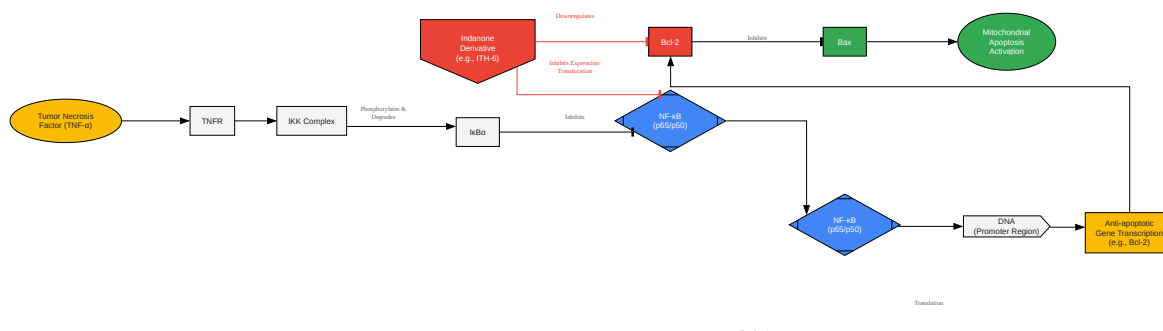 Downregulates
Indanone
Derivative
(e.g., ITH-6)
Bcl-2
Inhibits
Bax
Mitochondrial
Apoptosis
Activation
Inhibits Expression/
Translocation
Tumor Necrosis
Factor (TNF-α)
TNFR
IKK Complex
Phosphorylates &
Degrades
IκBα
Inhibits
NF-κB
(p65/p50)
NF-κB
(p65/p50)
DNA
(Promoter Region)
Anti-apoptotic
Gene Transcription
(e.g., Bcl-2)
Translation